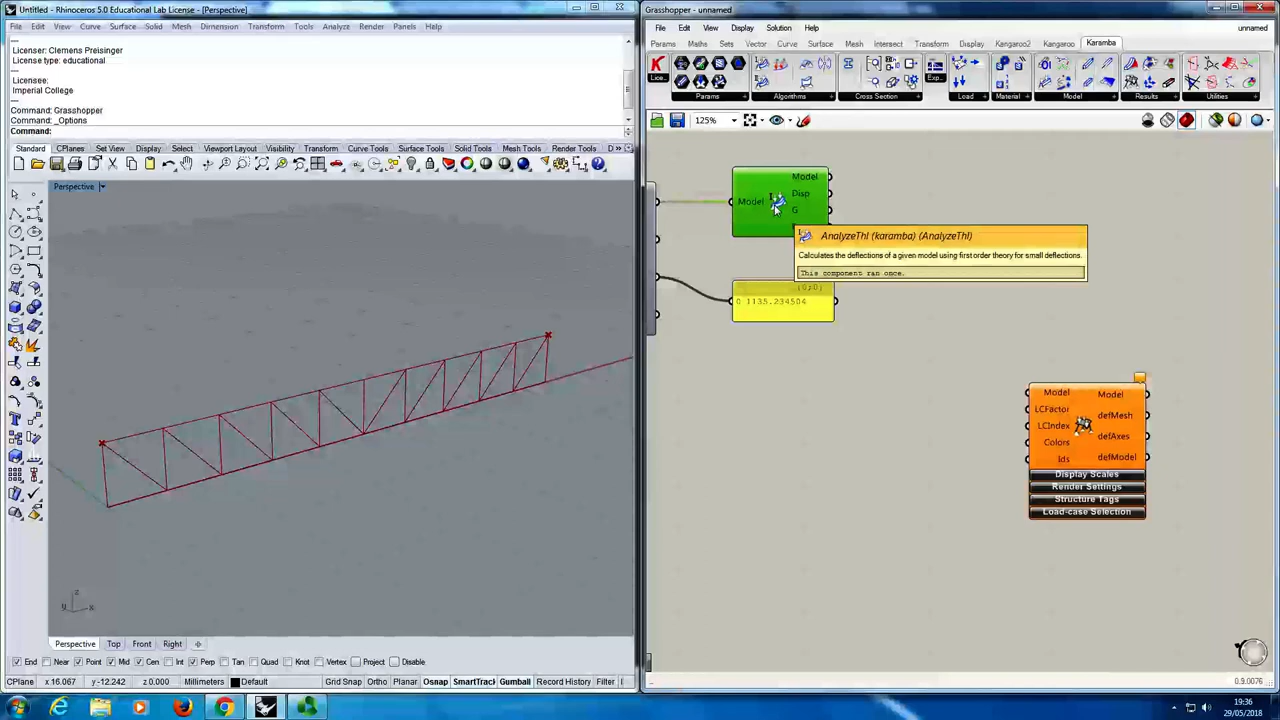 Untitled - Rhinoceros 5.0 Educational Lab License - [Perspective]
File Edit View Curve Surface Solid Mesh Dimension Transform Tools Analyze Render Panels Help
---
Licenser: Clemens Preisinger
License type: educational
---
Licensee:
Imperial College
---
Command: Grasshopper
Command: _Options
Command:
Standard CPlanes Set View Display Select Viewport Layout Visibility Transform Curve Tools Surface Tools Solid Tools Mesh Tools Render Tools
Perspective
z
y x
Perspective Top Front Right
End Near Point Mid Cen Int Perp Tan Quad Knot Vertex Project Disable
CPlane x 16.067 y -12.242 z 0.000 Millimeters Default Grid Snap Ortho Planar Osnap SmartTrack Gumball Record History Filter
Grasshopper - unnamed
File Edit View Display Solution Help unnamed
Params Maths Sets Vector Curve Surface Mesh Intersect Transform Display Kangaroo2 Kangaroo Karamba
Lice... Exp...
Params Algorithms Cross Section Load Material Model Results Utilities
125%
Model
Model
Disp
G
AnalyzeThI (karamba) (AnalyzeThI)
Calculates the deflections of a given model using first order theory for small deflections.
This component ran once.
{0;0}
0 1135.234504
Model Model
LCFactor defMesh
LCIndex defAxes
Colors defModel
Ids
Display Scales
Render Settings
Structure Tags
Load-case Selection
0.9.0076
19:36
29/05/2018